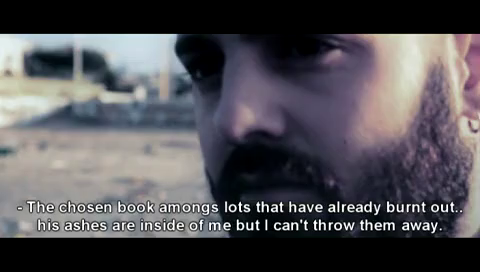 - The chosen book amongs lots that have already burnt out..
his ashes are inside of me but I can't throw them away.